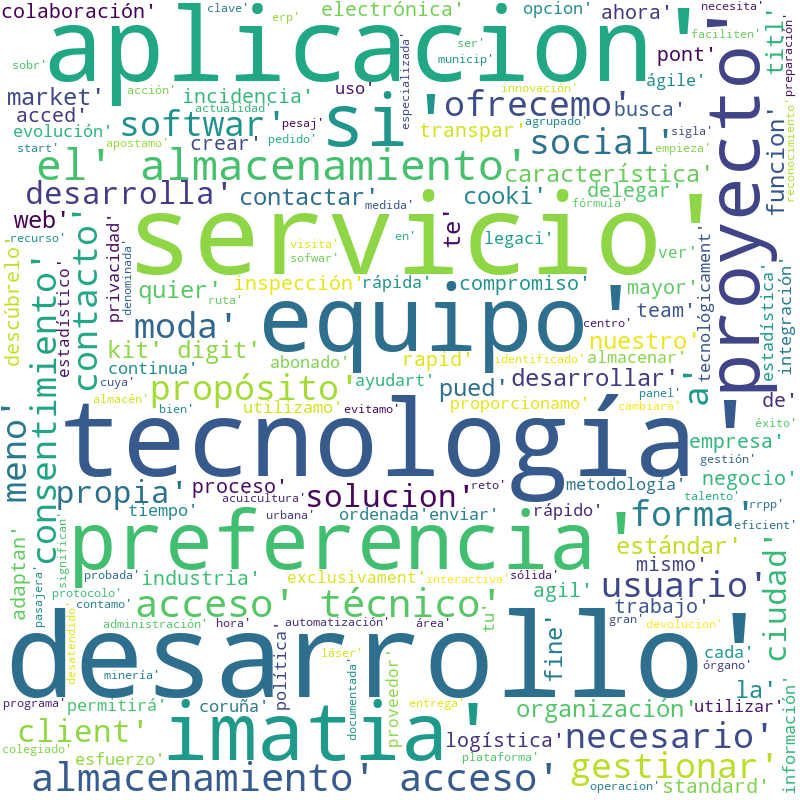 colaboración'
clave'
erp'
electrónica'
opcion'
ahora'
necesita'
faciliten'
titl'
preparación'
sobr'
aplicacion'
ser'
municip'
pont'
ágile'
market'
acción'
incidencia'
actualidad'
uso'
especializada'
innovación'
ofrecemo'
busca'
proyecto'
acced'
evolución'
softwar'
pesaj'
si'
transpar'
agrupado'
social'
sigla'
funcion'
reconocimiento'
start'
apostamo'
crear'
pedido'
empieza'
el' almacenamiento'
característica'
desarrolla'
contactar'
medida'
cooki'
delegar'
fórmula'
web'
privacidad'
denominada'
servicio'
te'
legaci'
recurso'
visita'
en'
sofwar'
ver'
descúbrelo'
estadístico'
contacto'
quier'
ruta'
inspección'
rápida'
compromiso'
mayor'
a'
tecnológicament'
estadística'
integración'
consentimiento'
moda'
equipo'
team'
centro'
nuestro'
kit' digit'
continua'
abonado'
rapid'
identificado'
almacenar'
meno'
propósito'
ayudart'
pued'
desarrollar'
panel'
de'
almacén'
bien'
utilizamo'
evitamo'
proporcionamo'
cambiará'
éxito'
tecnología'
empresa'
gestión'
propia'
proceso'
acuicultura'
reto'
metodología'
negocio'
talento'
tiempo'
urbana'
solucion'
ordenada'
enviar'
rápido'
forma'
rrpp'
eficient'
adaptan'
significan'
preferencia'
estándar'
ciudad'
pasajera'
protocolo'
probada'
industria'
exclusivament'
interactiva'
sólida'
mismo'
contamo'
acceso' técnico'
tu'
agil'
usuario'
trabajo'
desatendido'
administración'
hora'
automatización'
área'
gran'
devolucion'
desarrollo'
minería'
política'
láser'
documentada'
proveedor'
fine'
cada'
órgano'
la'
programa'
permitirá'
coruña'
imatia'
entrega'
organización'
utilizar'
información'
client'
colegiado'
esfuerzo'
logística'
plataforma'
necesario'
gestionar'
almacenamiento' acceso'
operacion'
standard'